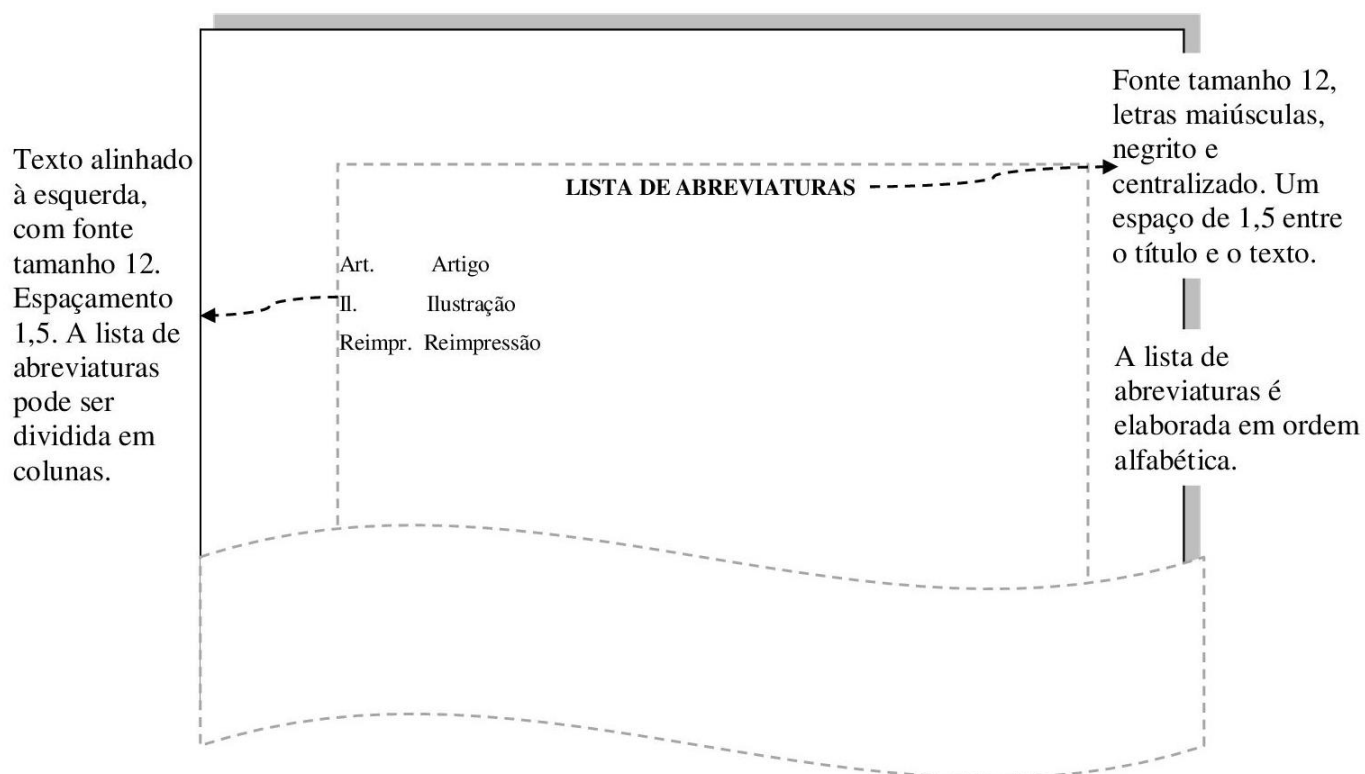 Texto alinhado
à esquerda,
com fonte
tamanho 12.
Espaçamento
1,5. A lista de
abreviaturas
pode ser
dividida em
colunas.
LISTA DE ABREVIATURAS
Art. Artigo
Il. Ilustração
Reimpr. Reimpressão
Fonte tamanho 12,
letras maiúsculas,
negrito e
centralizado. Um
espaço de 1,5 entre
o título e o texto.
A lista de
abreviaturas é
elaborada em ordem
alfabética.